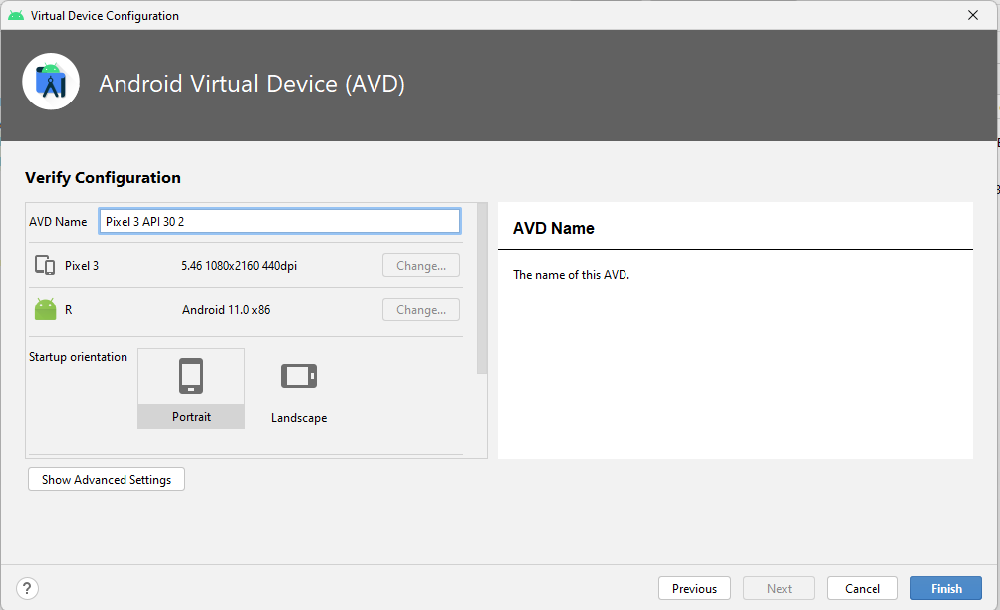 Virtual Device Configuration
Android Virtual Device (AVD)
Verify Configuration
AVD Name Pixel 3 API 30 2
Pixel 3 5.46 1080x2160 440dpi Change...
R Android 11.0 x86 Change...
Startup orientation
Portrait Landscape
Show Advanced Settings
AVD Name
The name of this AVD.
? Previous Next Cancel Finish